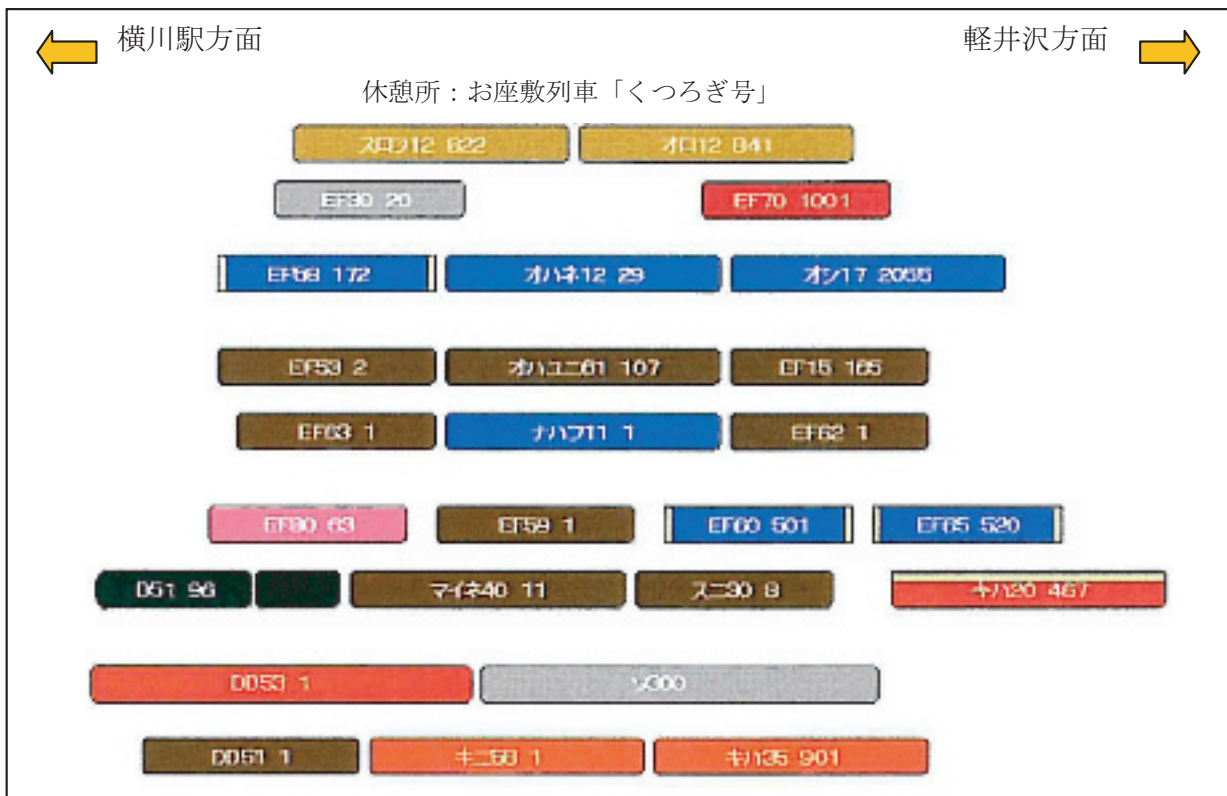 横川駅方面
軽井沢方面
休憩所：お座敷列車「くつろぎ号」
スロフ12 822 オロ12 841
EF30 20 EF70 1001
EF58 172 オハネ12 29 オシ17 2055
EF53 2 オハユニ61 107 EF15 165
EF63 1 ナハフ11 1 EF62 1
EF80 63 EF59 1 EF60 501 EF65 520
D51 96 マイネ40 11 スニ30 8 キハ20 467
DD53 1 ソ300
DD51 1 キニ58 1 キハ35 901